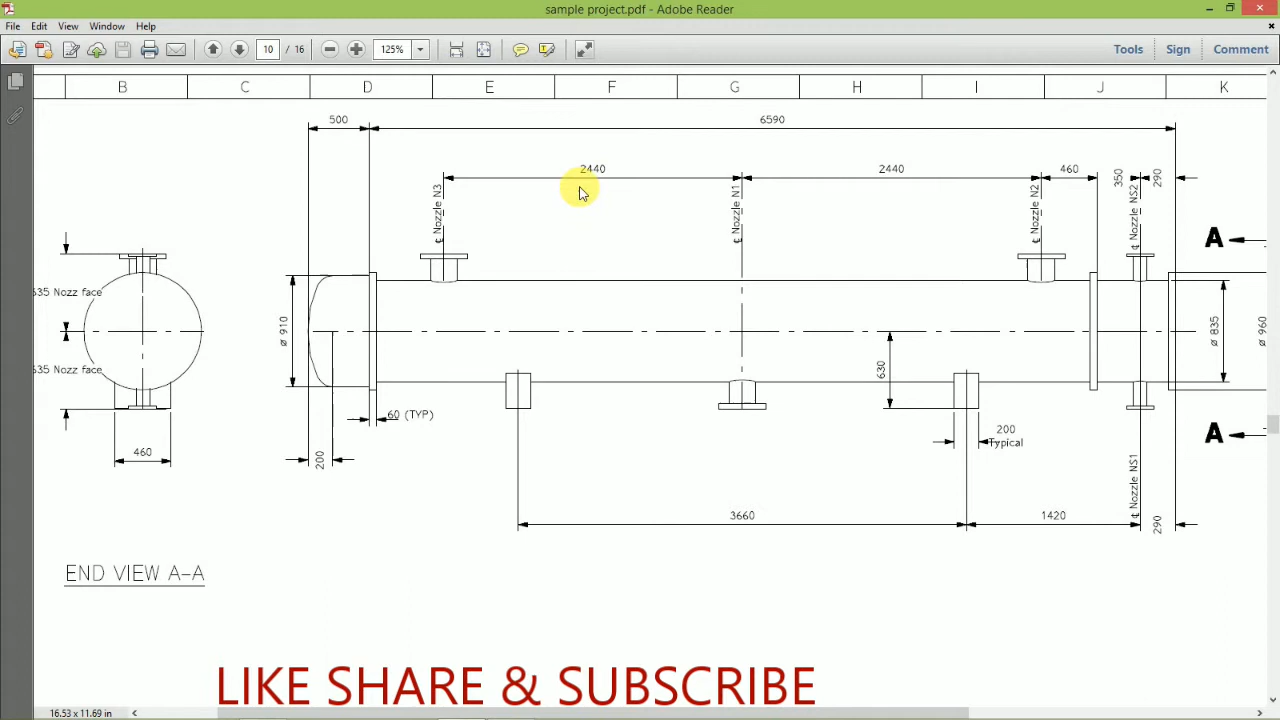 sample project.pdf - Adobe Reader
File Edit View Window Help
10 / 16 125% Tools Sign Comment
B C D E F G H I J K
500 6590
2440 2440 460 350 290
℄ Nozzle N3 ℄ Nozzle N1 ℄ Nozzle N2 ℄ Nozzle NS2
A
635 Nozz face
ø 910 ø 835 ø 960
635 Nozz face
630
60 (TYP)
200
Typical
A
460 200
℄ Nozzle NS1
3660 1420 290
END VIEW A-A
LIKE SHARE & SUBSCRIBE
16.53 x 11.69 in